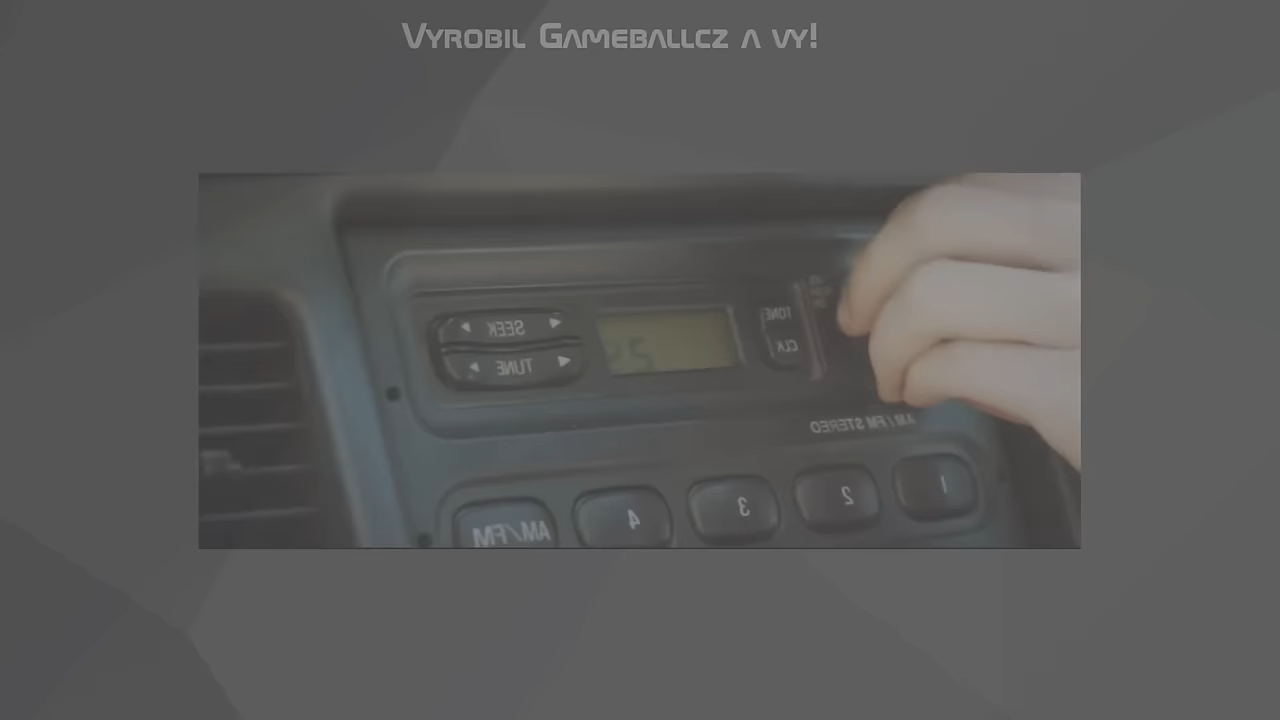 Vyrobil Gameballcz a vy!
SEEK
TUNE
TONE
CLK
AM/FM STEREO
AM/FM 4 3 2 1